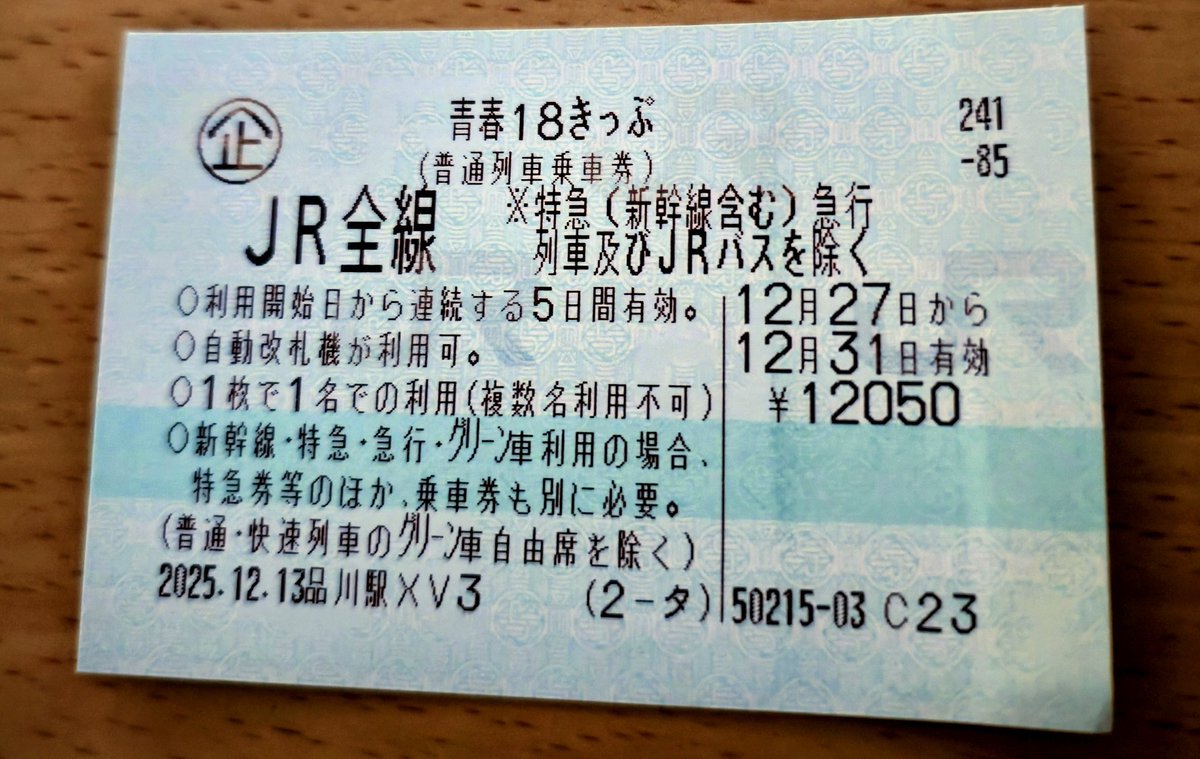 企 青春18きっぷ 241
(普通列車乗車券) -85
JR全線 ※特急(新幹線含む)急行
列車及びJRバスを除く
○利用開始日から連続する5日間有効。 12月27日から
○自動改札機が利用可。 12月31日有効
○1枚で1名での利用(複数名利用不可) ¥12050
○新幹線・特急・急行・グリーン車利用の場合、
特急券等のほか、乗車券も別に必要。
(普通・快速列車のグリーン車自由席を除く)
2025.12.13品川駅XV3 (2-タ) 50215-03 C23